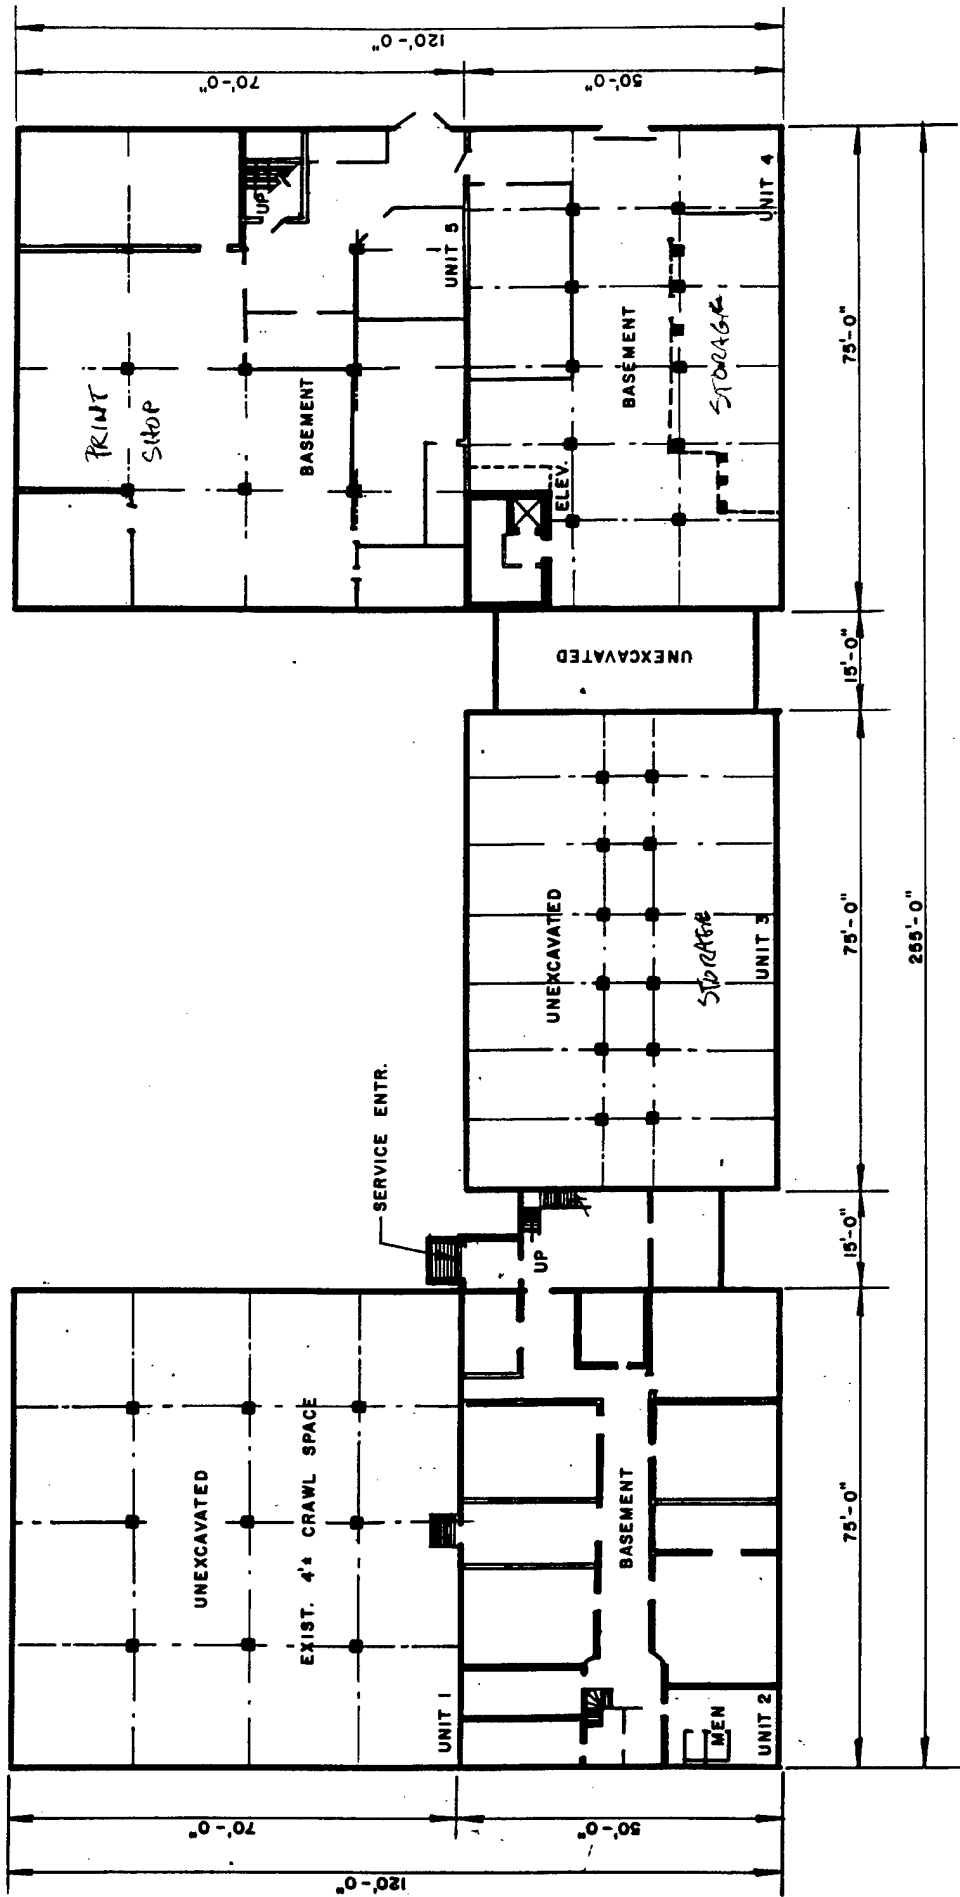 120'-0"
70'-0"
50'-0"
UP
UNIT 5
UNIT 4
PRINT
SHOP
BASEMENT
BASEMENT
STORAGE
ELEV.
75'-0"
UNEXCAVATED
15'-0"
UNEXCAVATED
STORAGE
UNIT 3
75'-0"
255'-0"
SERVICE ENTR.
UP
15'-0"
UNEXCAVATED
EXIST. 4'± CRAWL SPACE
UNIT 1
BASEMENT
MEN
UNIT 2
75'-0"
70'-0"
50'-0"
120'-0"